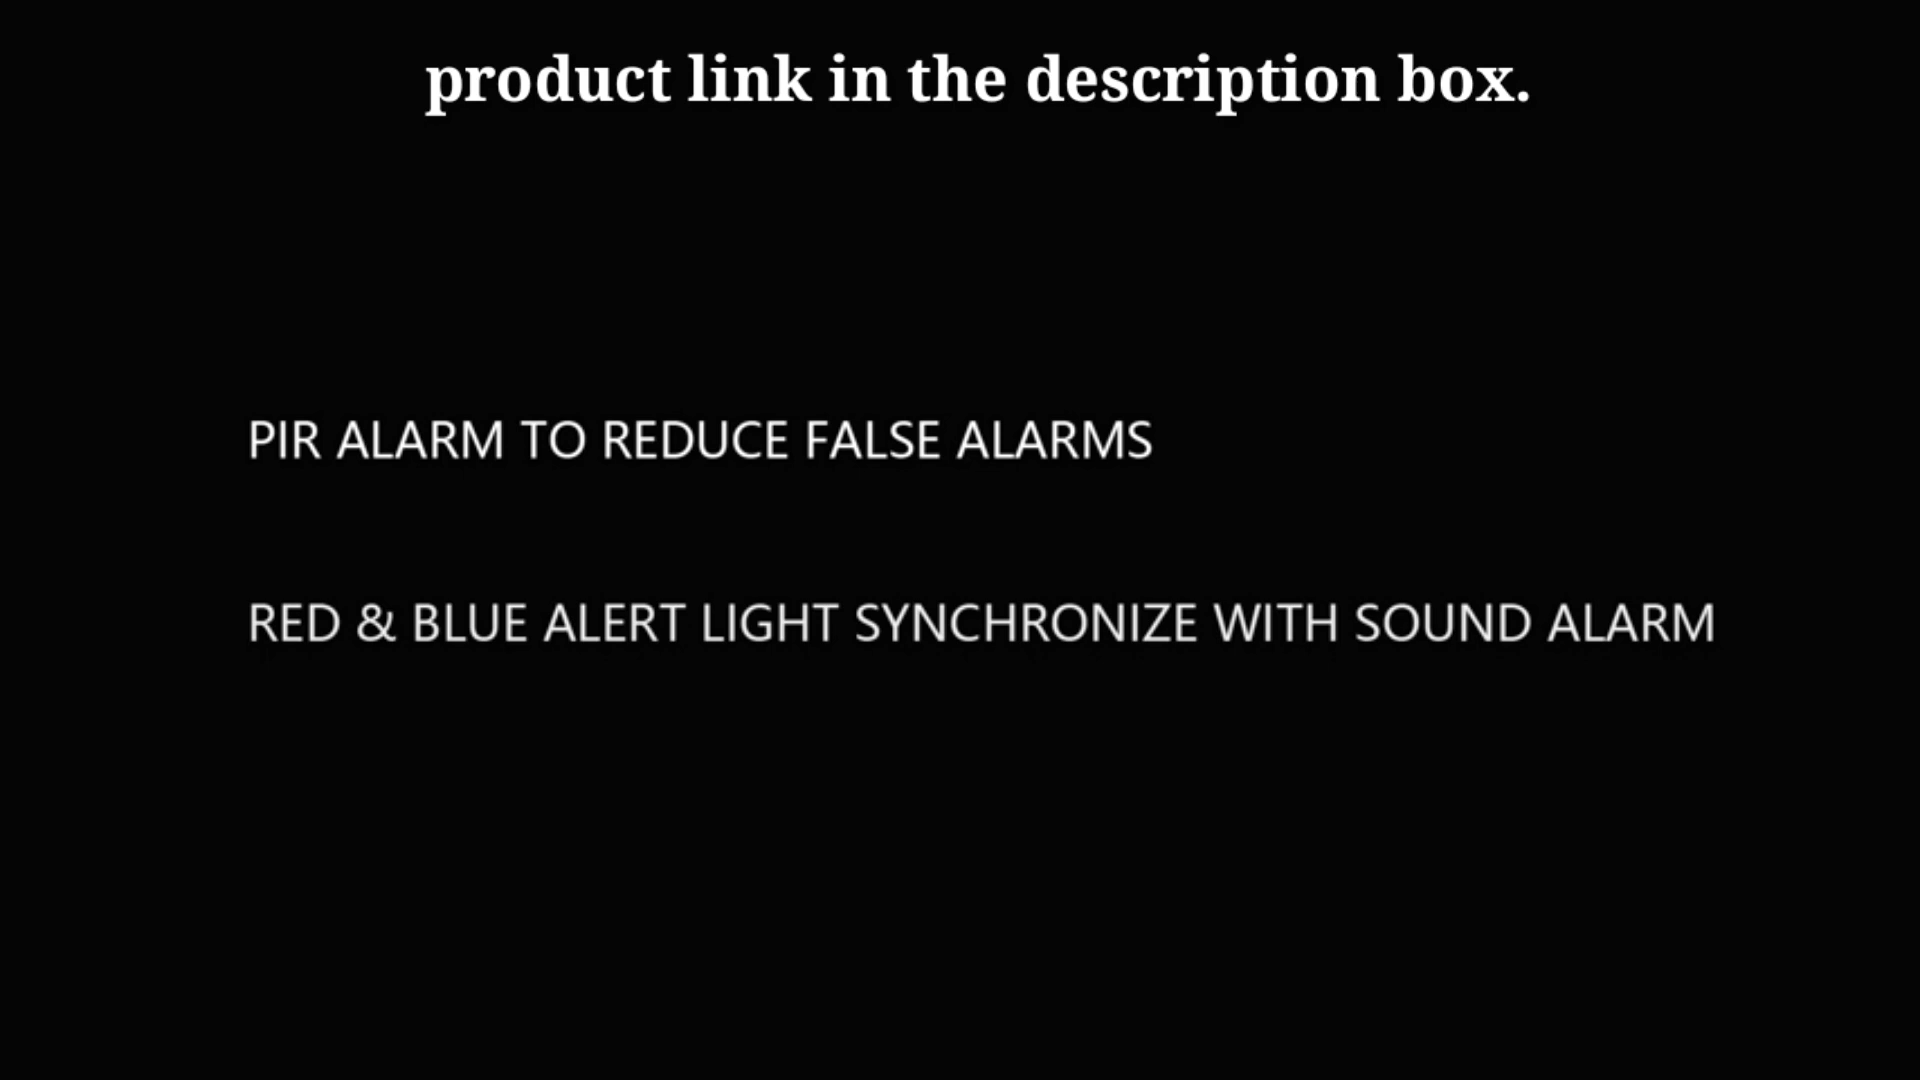 product link in the description box.
PIR ALARM TO REDUCE FALSE ALARMS
RED & BLUE ALERT LIGHT SYNCHRONIZE WITH SOUND ALARM